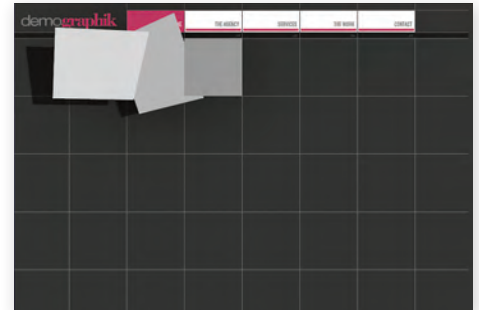 demographik
THE AGENCY
SERVICES
THE WORK
CONTACT